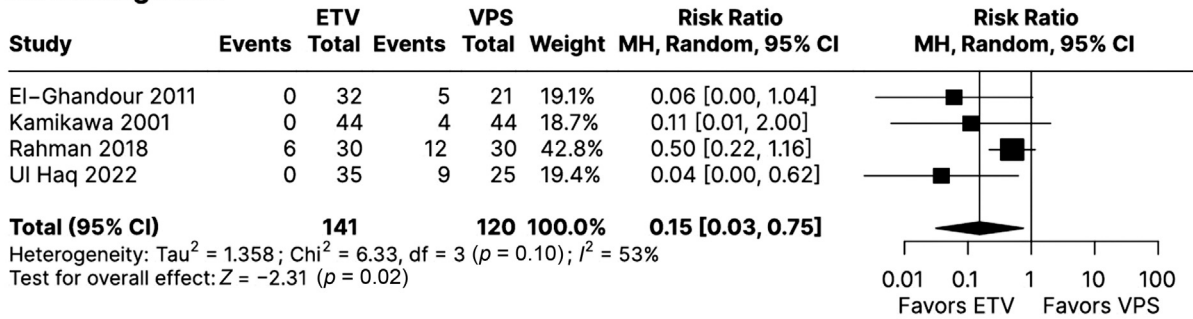 ETV VPS Risk Ratio Risk Ratio
Study Events Total Events Total Weight MH, Random, 95% CI MH, Random, 95% CI
El−Ghandour 2011 0 32 5 21 19.1% 0.06 [0.00, 1.04]
Kamikawa 2001 0 44 4 44 18.7% 0.11 [0.01, 2.00]
Rahman 2018 6 30 12 30 42.8% 0.50 [0.22, 1.16]
Ul Haq 2022 0 35 9 25 19.4% 0.04 [0.00, 0.62]
Total (95% CI) 141 120 100.0% 0.15 [0.03, 0.75]
Heterogeneity: Tau² = 1.358; Chi² = 6.33, df = 3 (p = 0.10); I² = 53%
Test for overall effect: Z = −2.31 (p = 0.02)
0.01 0.1 1 10 100
Favors ETV Favors VPS